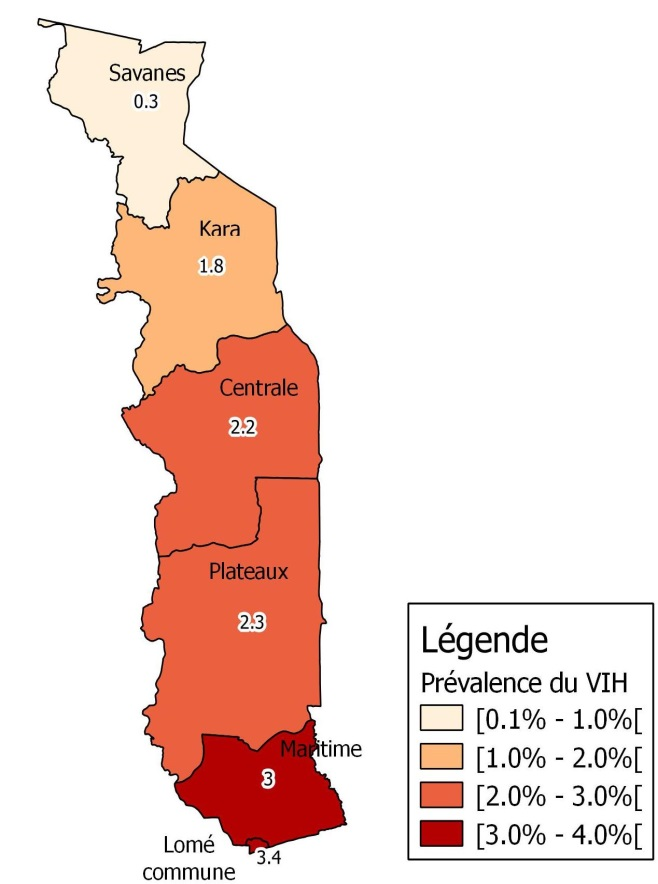 Savanes
0.3
Kara
1.8
Centrale
2.2
Plateaux
2.3
Maritime
3
Lomé
commune
3.4
Légende
Prévalence du VIH
[0.1% - 1.0%[
[1.0% - 2.0%[
[2.0% - 3.0%[
[3.0% - 4.0%[